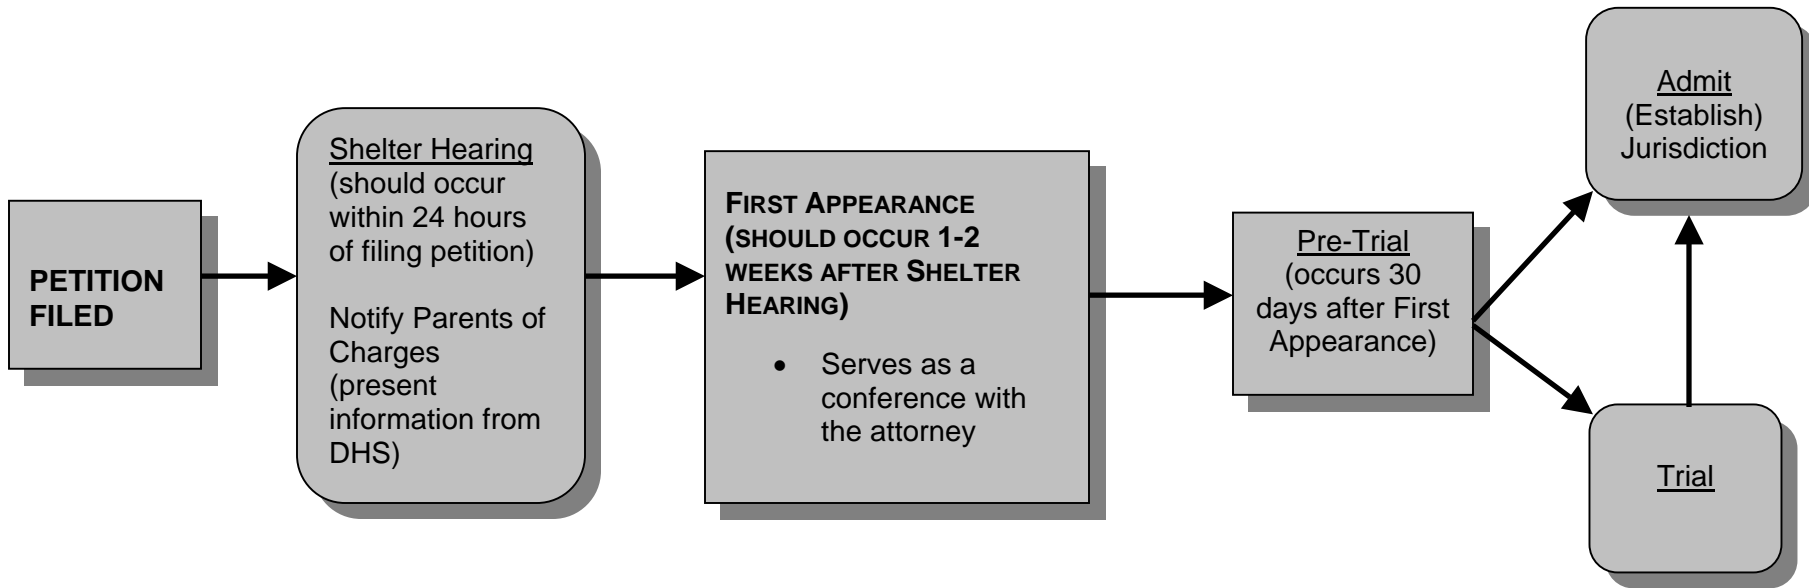 PETITION
FILED
Shelter Hearing
(should occur
within 24 hours
of filing petition)
Notify Parents of
Charges
(present
information from
DHS)
FIRST APPEARANCE
(SHOULD OCCUR 1-2
WEEKS AFTER SHELTER
HEARING)
• Serves as a
conference with
the attorney
Pre-Trial
(occurs 30
days after First
Appearance)
Admit
(Establish)
Jurisdiction
Trial